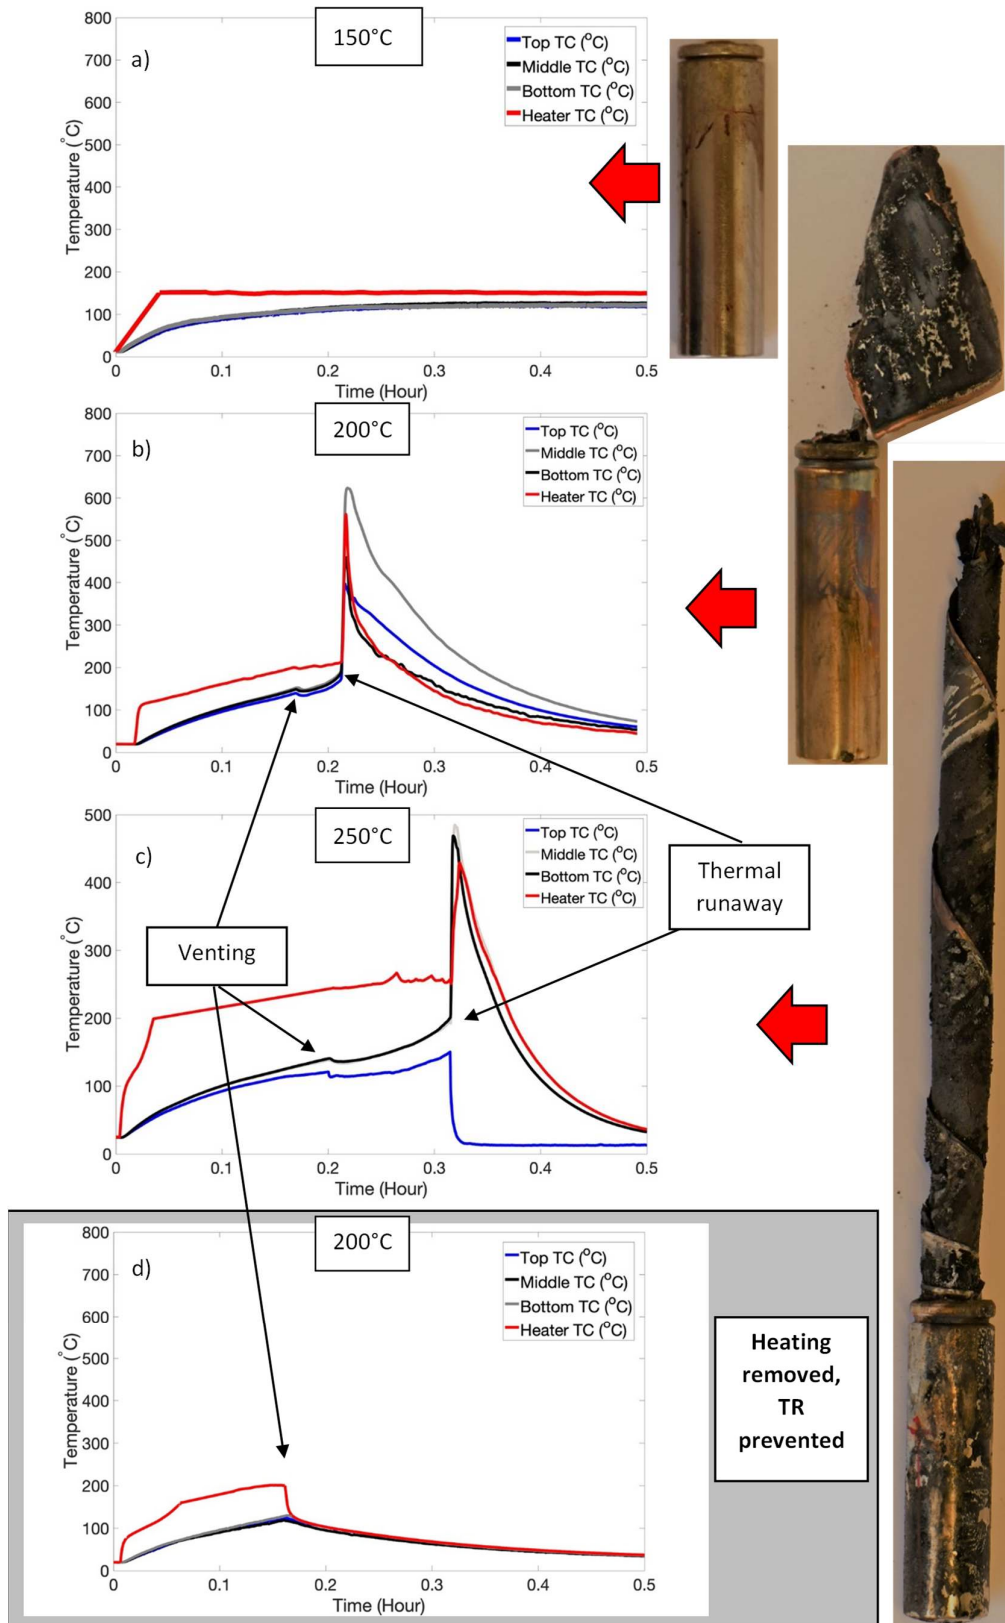 800
700
600
500
400
300
200
100
0
Temperature (°C)
a)
150°C
Top TC (°C)
Middle TC (°C)
Bottom TC (°C)
Heater TC (°C)
0
0.1
0.2
0.3
0.4
0.5
Time (Hour)
800
700
600
500
400
300
200
100
0
Temperature (°C)
b)
200°C
Top TC (°C)
Middle TC (°C)
Bottom TC (°C)
Heater TC (°C)
0
0.1
0.2
0.3
0.4
0.5
Time (Hour)
500
400
300
200
100
0
Temperature (°C)
c)
250°C
Top TC (°C)
Middle TC (°C)
Bottom TC (°C)
Heater TC (°C)
Venting
Thermal
runaway
0
0.1
0.2
0.3
0.4
0.5
Time (Hour)
800
700
600
500
400
300
200
100
0
Temperature (°C)
d)
200°C
Top TC (°C)
Middle TC (°C)
Bottom TC (°C)
Heater TC (°C)
0
0.1
0.2
0.3
0.4
0.5
Time (Hour)
Heating
removed,
TR
prevented